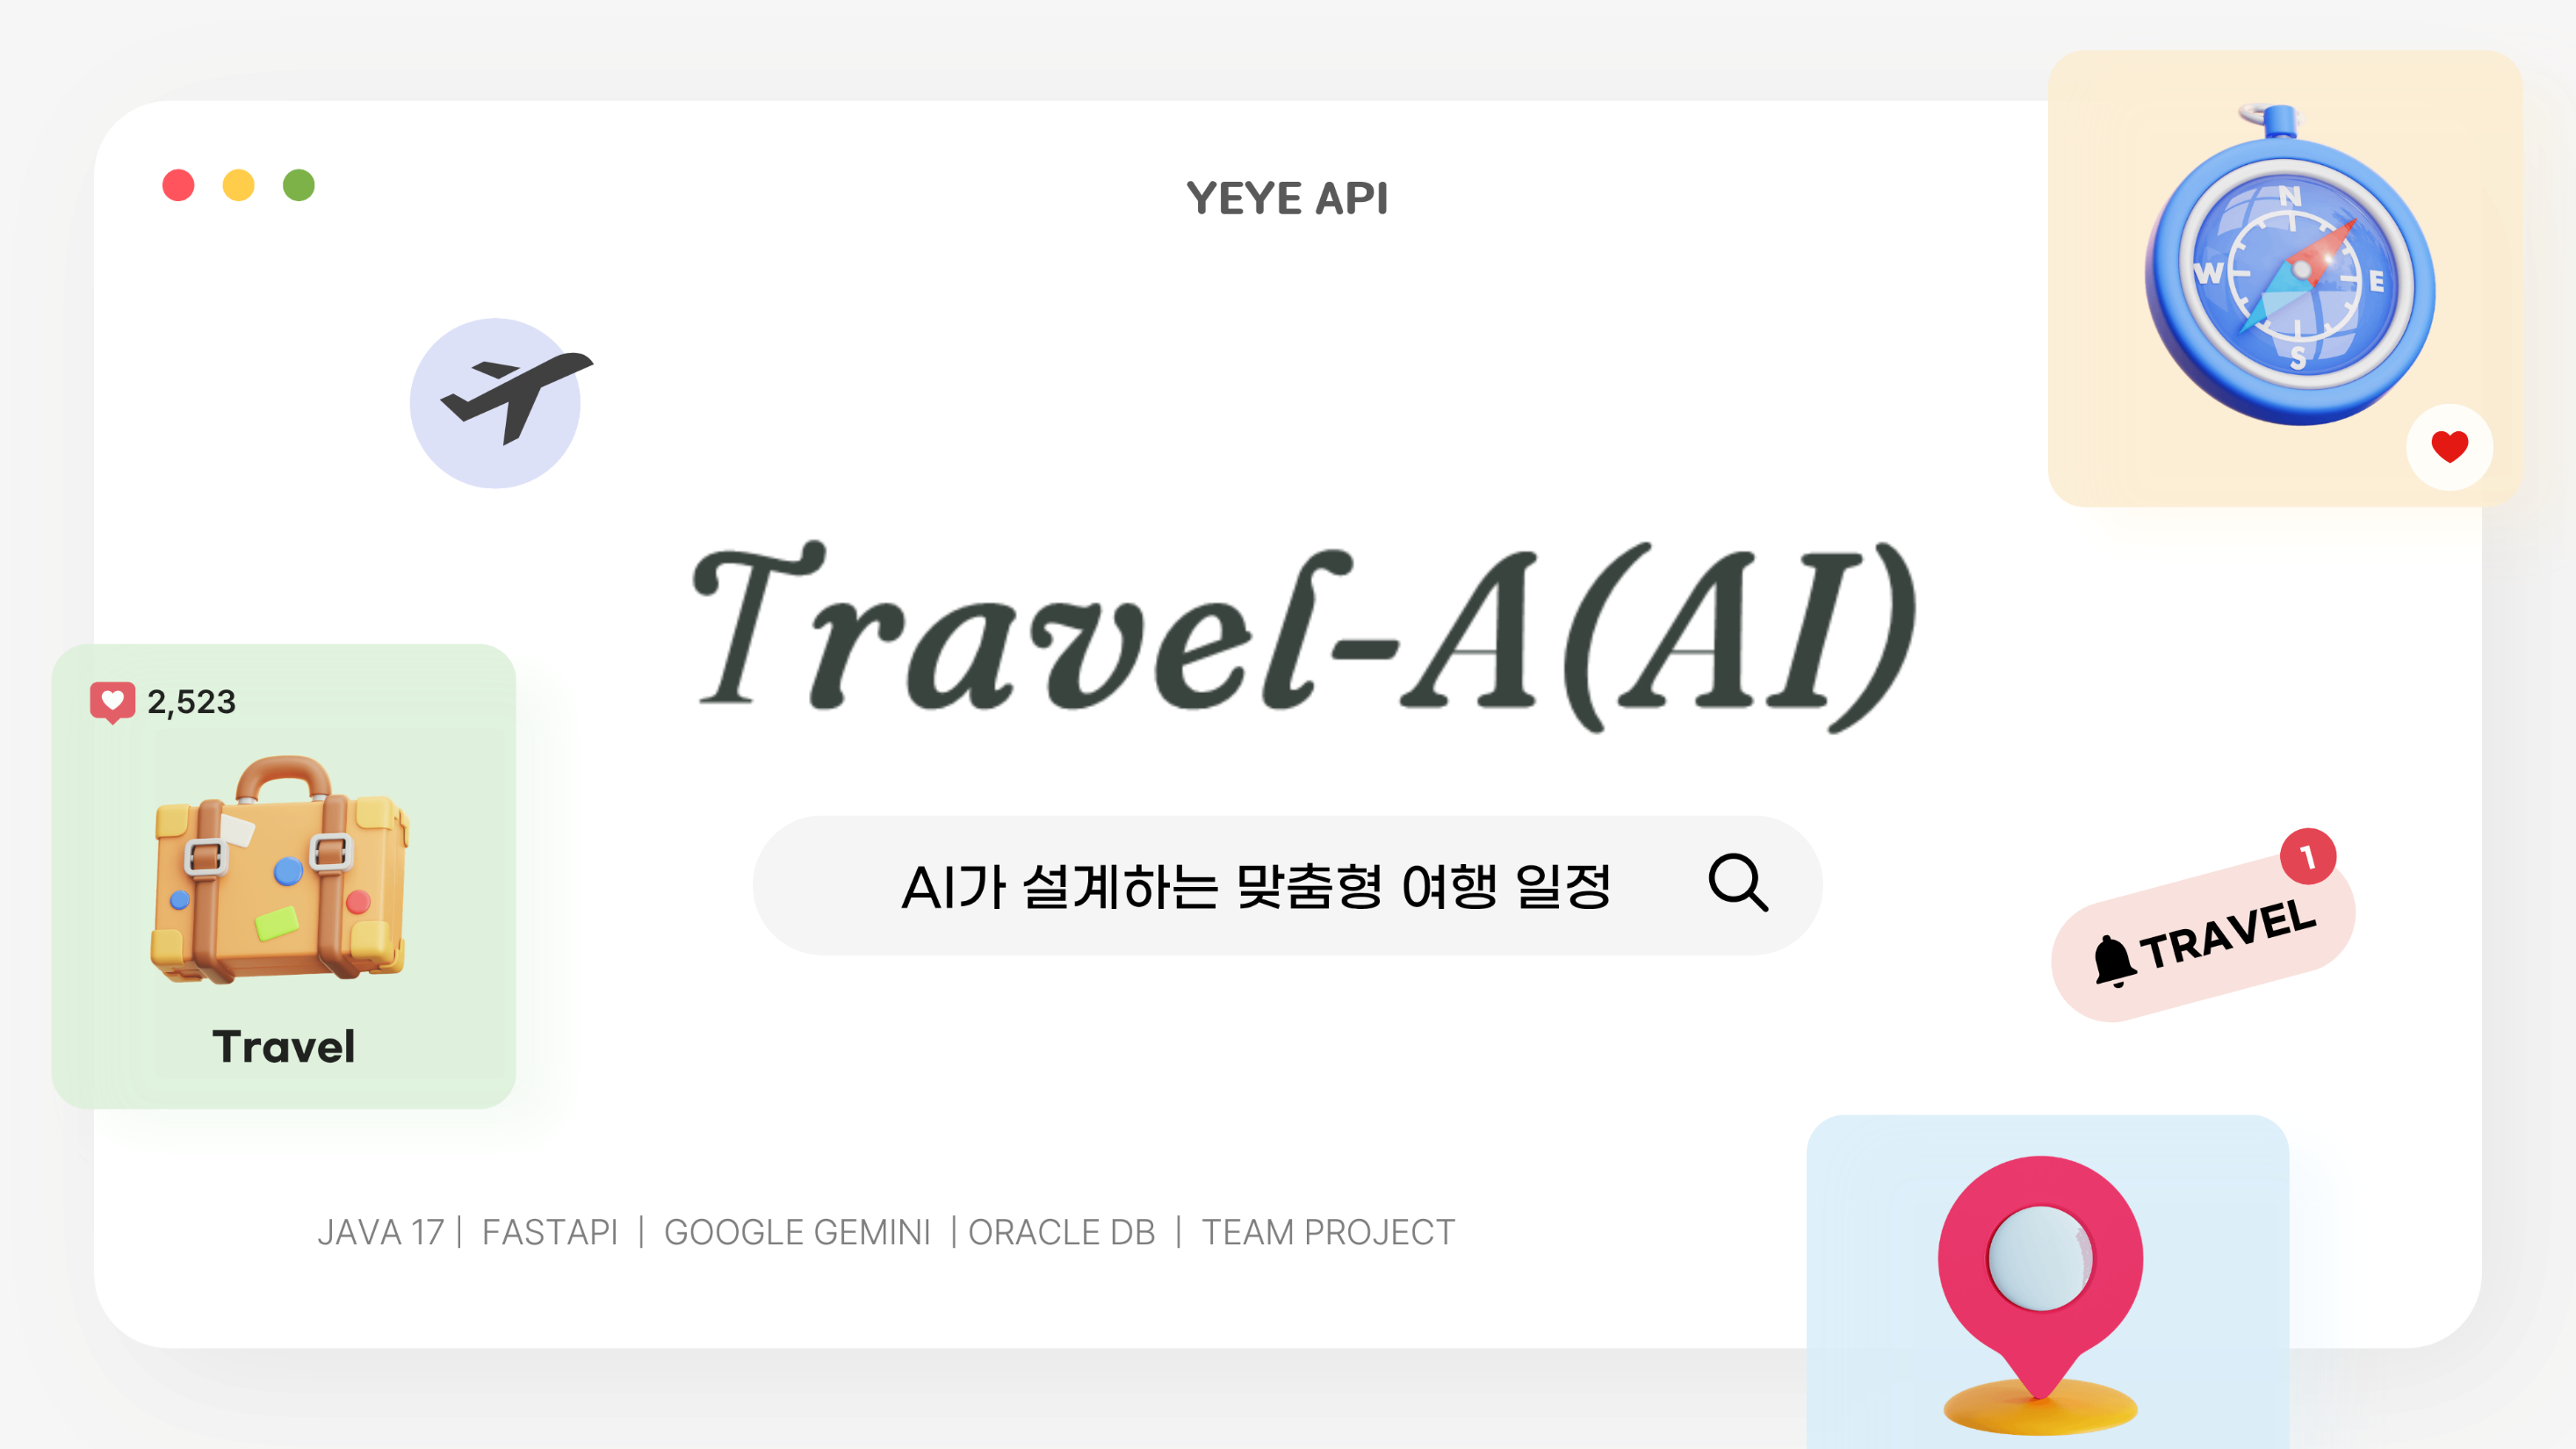 YEYE API
N
W
E
S
Travel-A(AI)
2,523
AI가 설계하는 맞춤형 여행 일정
1
TRAVEL
Travel
JAVA 17 | FASTAPI | GOOGLE GEMINI | ORACLE DB | TEAM PROJECT